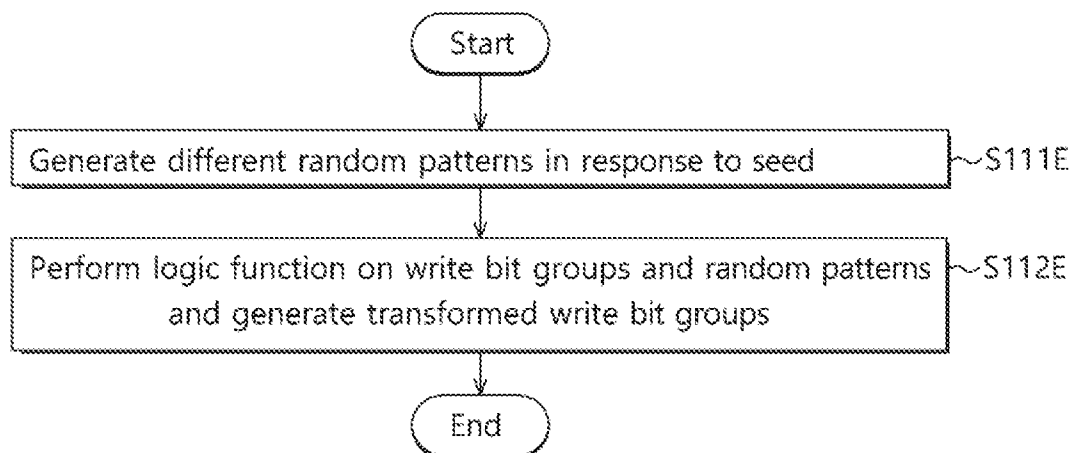 Start
Generate different random patterns in response to seed
S111E
Perform logic function on write bit groups and random patterns
S112E
and generate transformed write bit groups
End